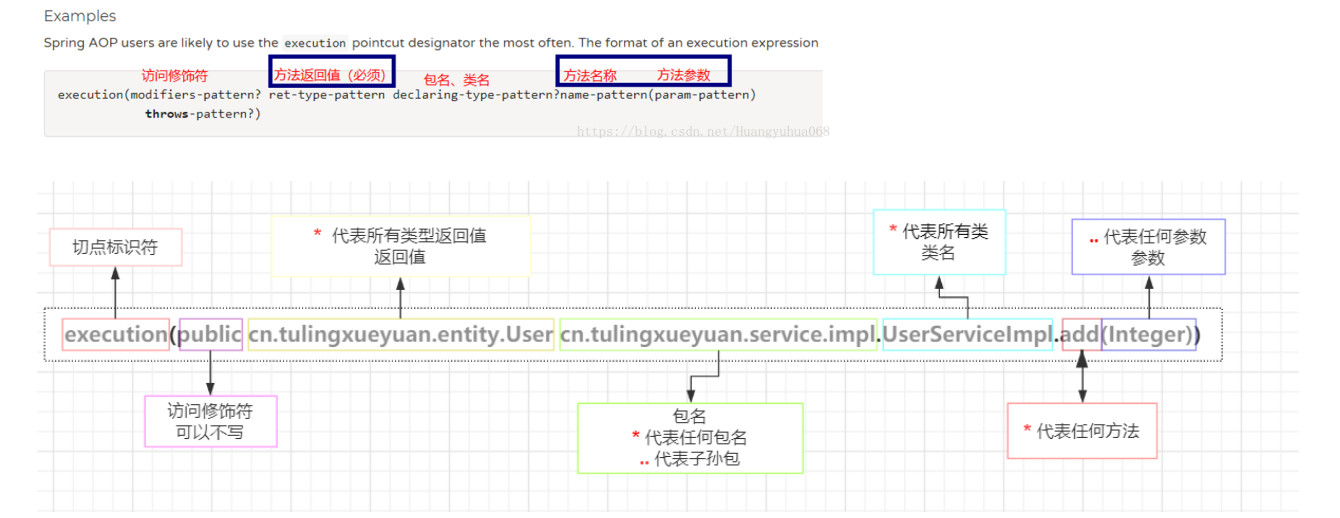 Examples
Spring AOP users are likely to use the execution pointcut designator the most often. The format of an execution expression
访问修饰符 方法返回值（必须） 包名、类名 方法名称 方法参数
execution(modifiers-pattern? ret-type-pattern declaring-type-pattern?name-pattern(param-pattern)
throws-pattern?)
https://blog.csdn.net/Huangyuhua068
切点标识符
* 代表所有类型返回值
返回值
* 代表所有类
类名
.. 代表任何参数
参数
execution(public cn.tulingxueyuan.entity.User cn.tulingxueyuan.service.impl.UserServiceImpl.add(Integer))
访问修饰符
可以不写
包名
* 代表任何包名
.. 代表子孙包
* 代表任何方法